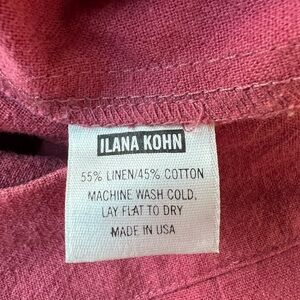 ILANA KOHN
55% LINEN/45% COTTON
MACHINE WASH COLD,
LAY FLAT TO DRY
MADE IN USA